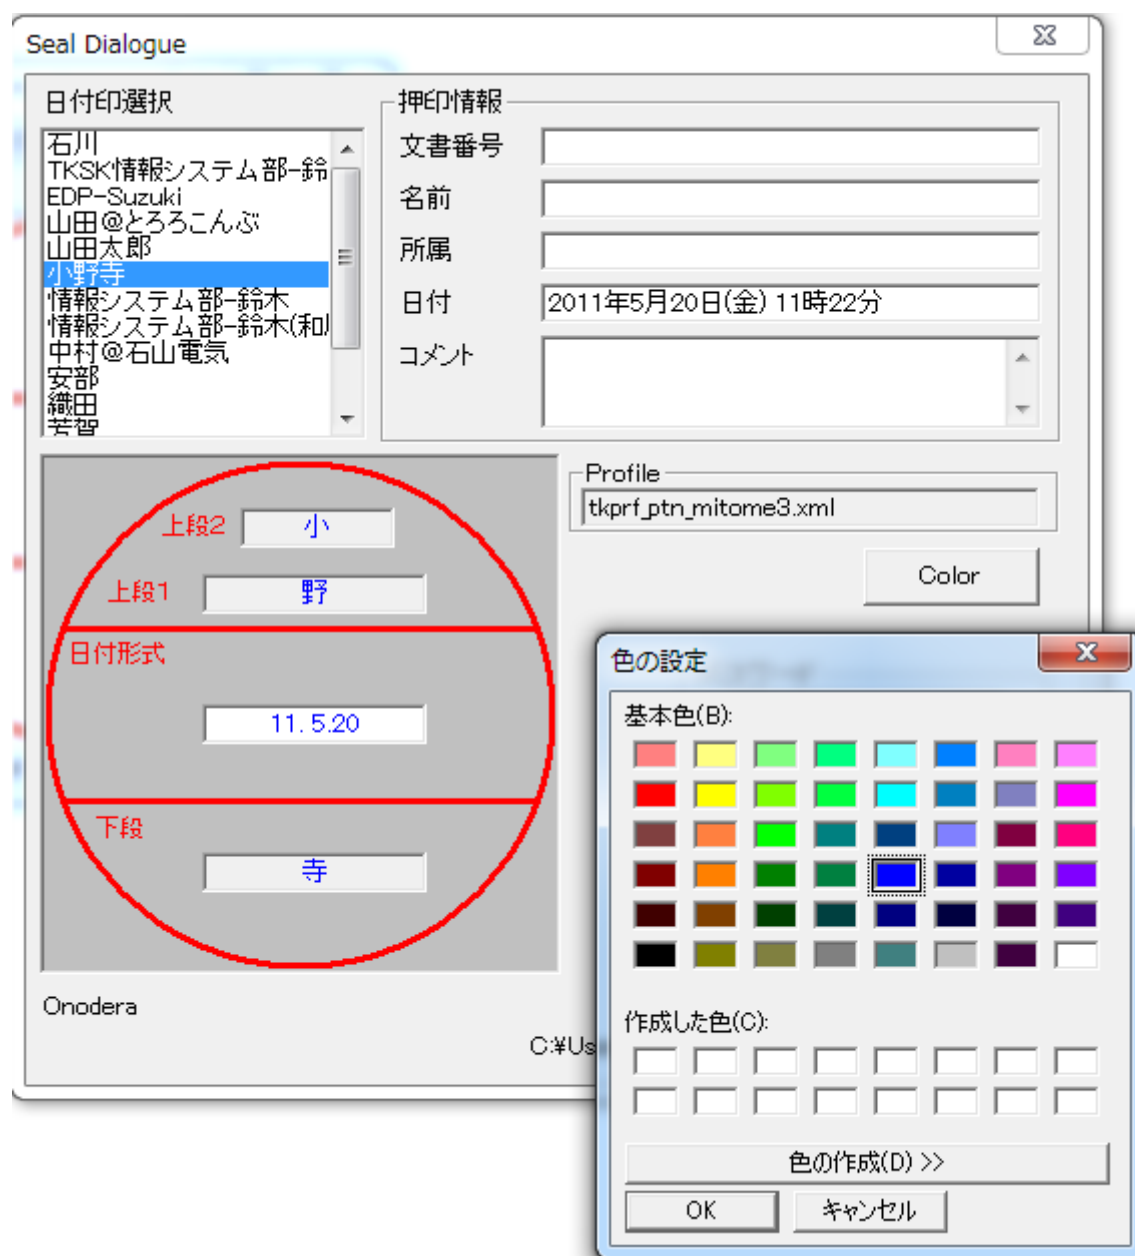 Seal Dialogue
日付印選択
石川
TKSK情報システム部-鈴
EDP-Suzuki
山田@とろろこんぶ
山田太郎
小野寺
情報システム部-鈴木
情報システム部-鈴木(和
中村@石山電気
安部
織田
芳賀
押印情報
文書番号
名前
所属
日付
2011年5月20日(金) 11時22分
コメント
Profile
tkprf_ptn_mitome3.xml
Color
上段2
小
上段1
野
日付形式
11. 5.20
下段
寺
Onodera
C:¥Us
色の設定
基本色(B):
作成した色(C):
色の作成(D) >>
OK
キャンセル